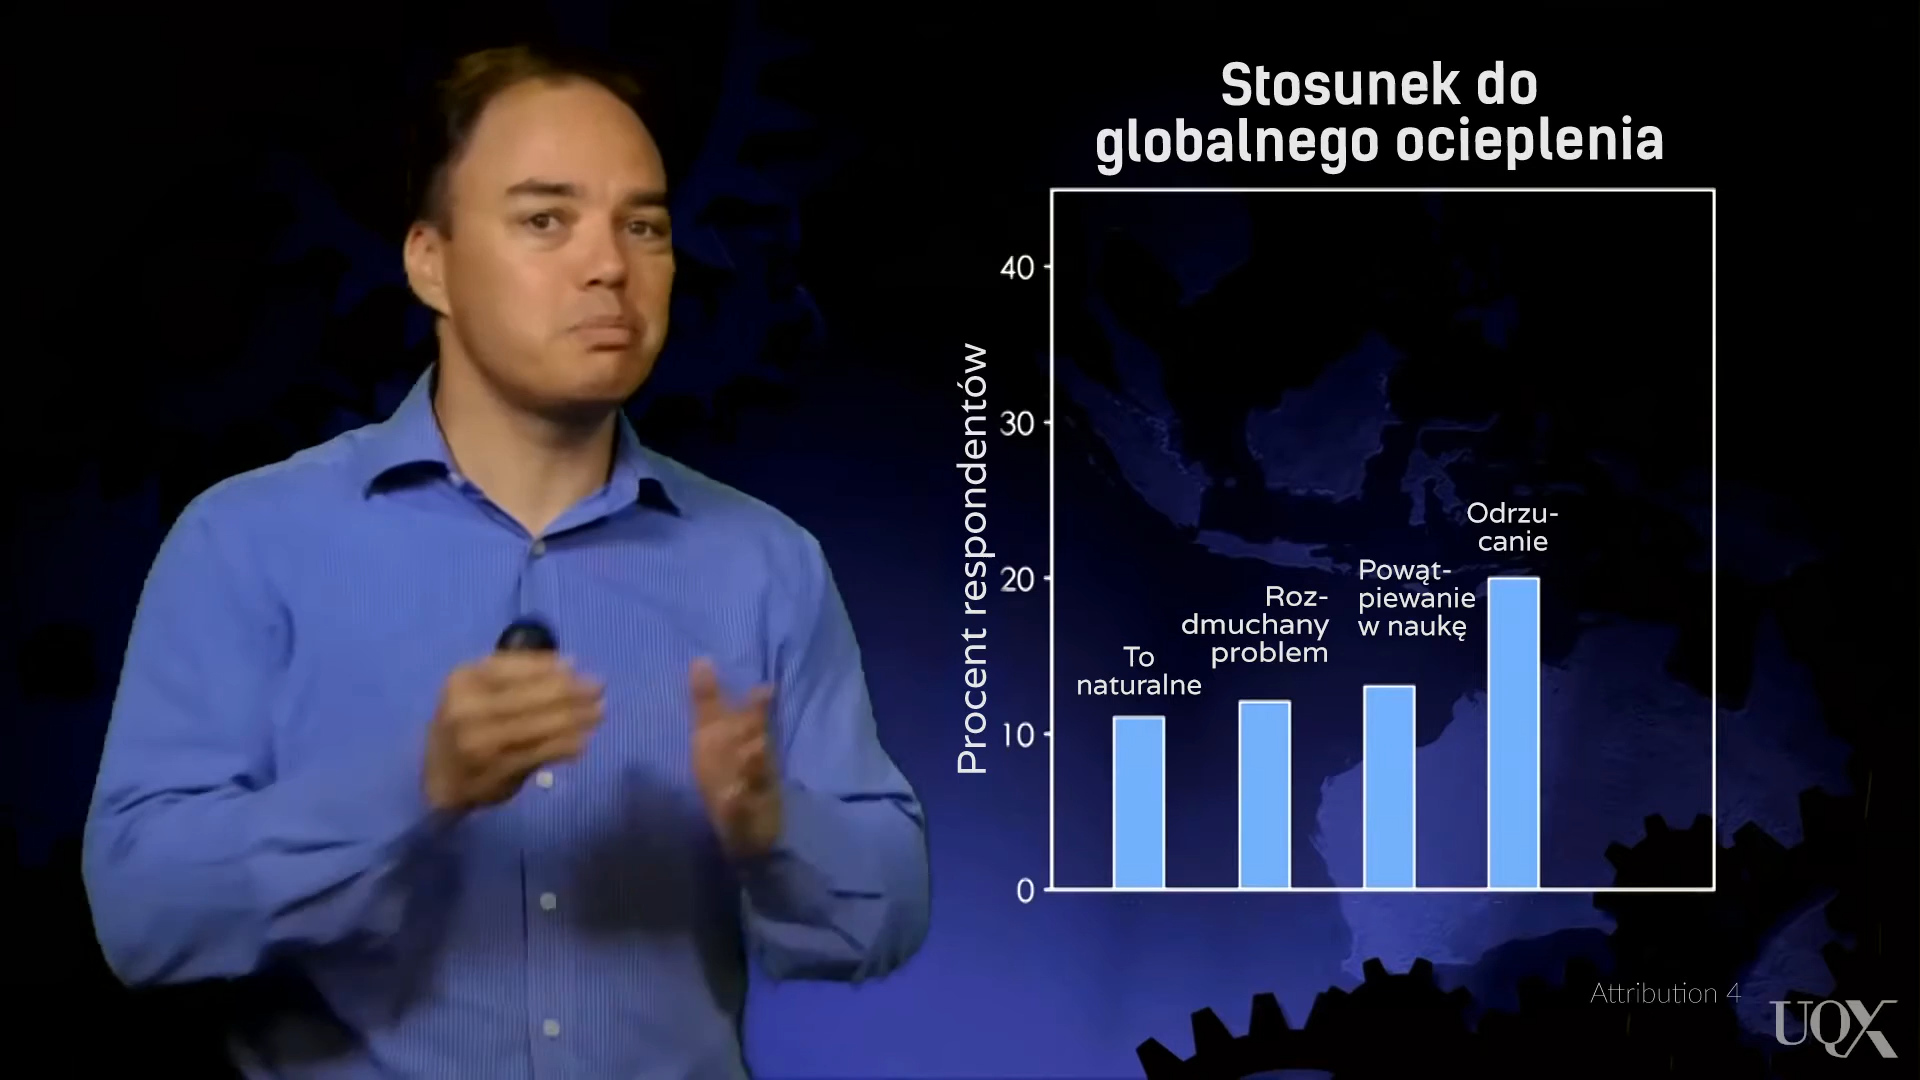 Stosunek do
globalnego ocieplenia
Procent respondentów
40
30
20
10
0
To
naturalne
Roz-
dmuchany
problem
Powąt-
piewanie
w naukę
Odrzu-
canie
Attribution 4
UQX